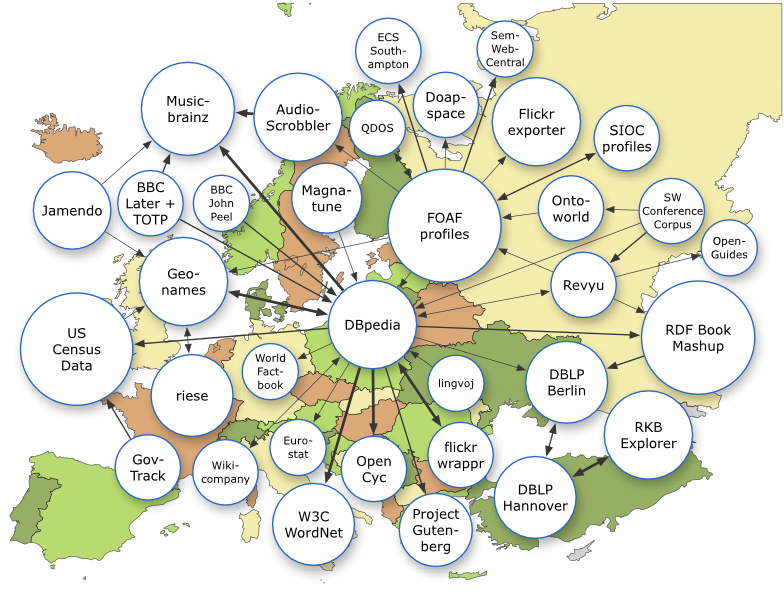 ECS
South-
ampton
Sem-
Web-
Central
Music-
brainz
Audio-
Scrobbler
QDOS
Doap-
space
Flickr
exporter
SIOC
profiles
Jamendo
BBC
Later +
TOTP
BBC
John
Peel
Magna-
tune
FOAF
profiles
Onto-
world
SW
Conference
Corpus
Open-
Guides
Geo-
names
Revyu
US
Census
Data
DBpedia
RDF Book
Mashup
World
Fact-
book
riese
lingvoj
DBLP
Berlin
RKB
Explorer
Gov-
Track
Wiki-
company
Euro-
stat
Open
Cyc
flickr
wrappr
DBLP
Hannover
W3C
WordNet
Project
Guten-
berg